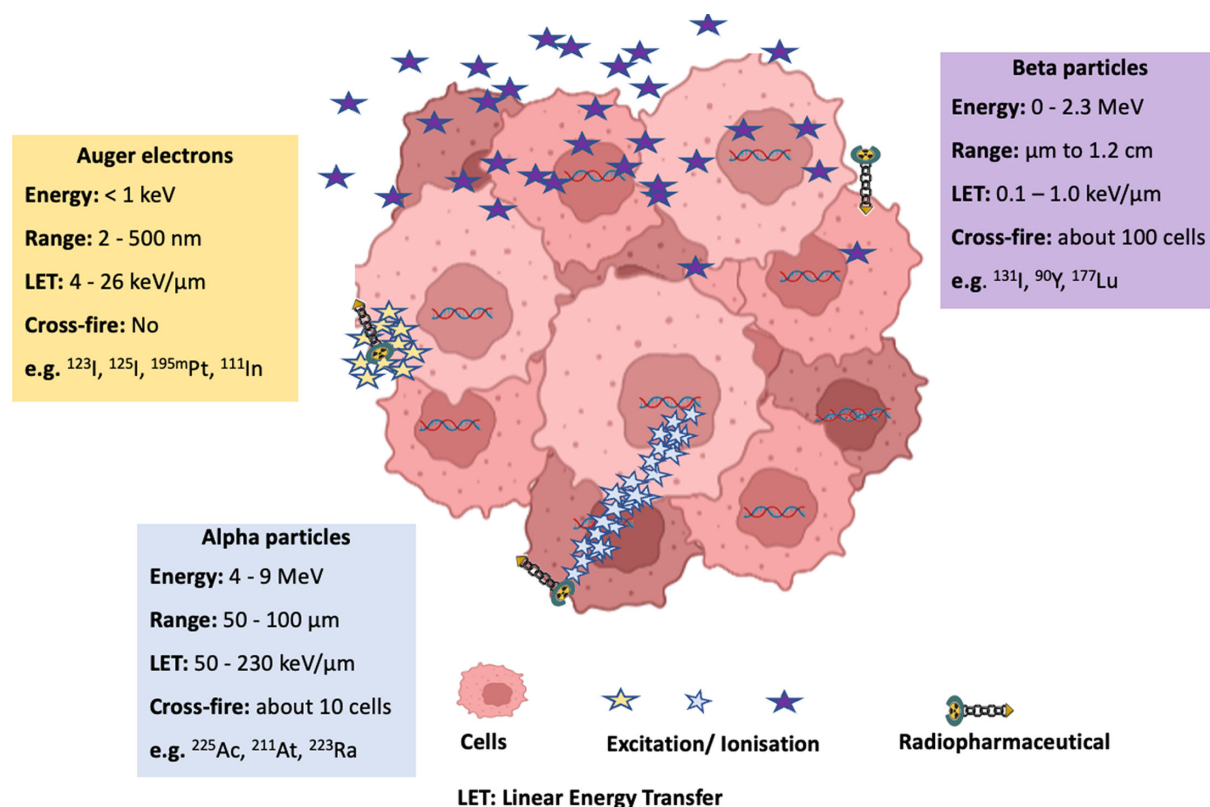 Auger electrons
Energy: < 1 keV
Range: 2 - 500 nm
LET: 4 - 26 keV/μm
Cross-fire: No
e.g. ¹²³I, ¹²⁵I, ¹⁹⁵ᵐPt, ¹¹¹In
Beta particles
Energy: 0 - 2.3 MeV
Range: μm to 1.2 cm
LET: 0.1 – 1.0 keV/μm
Cross-fire: about 100 cells
e.g. ¹³¹I, ⁹⁰Y, ¹⁷⁷Lu
Alpha particles
Energy: 4 - 9 MeV
Range: 50 - 100 μm
LET: 50 - 230 keV/μm
Cross-fire: about 10 cells
e.g. ²²⁵Ac, ²¹¹At, ²²³Ra
Cells
Excitation/ Ionisation
Radiopharmaceutical
LET: Linear Energy Transfer